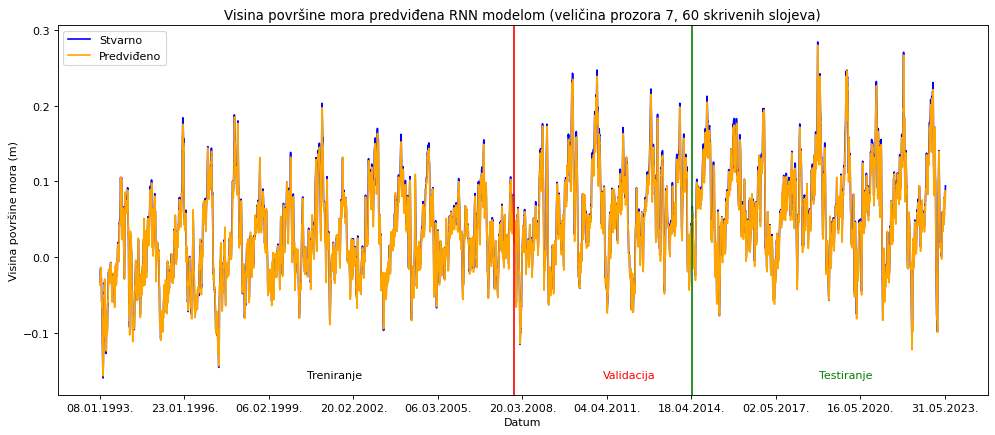 Visina površine mora predviđena RNN modelom (veličina prozora 7, 60 skrivenih slojeva)
Stvarno
Predviđeno
0.3
0.2
0.1
0.0
−0.1
Visina površine mora (m)
Treniranje
Validacija
Testiranje
08.01.1993. 23.01.1996. 06.02.1999. 20.02.2002. 06.03.2005. 20.03.2008. 04.04.2011. 18.04.2014. 02.05.2017. 16.05.2020. 31.05.2023.
Datum